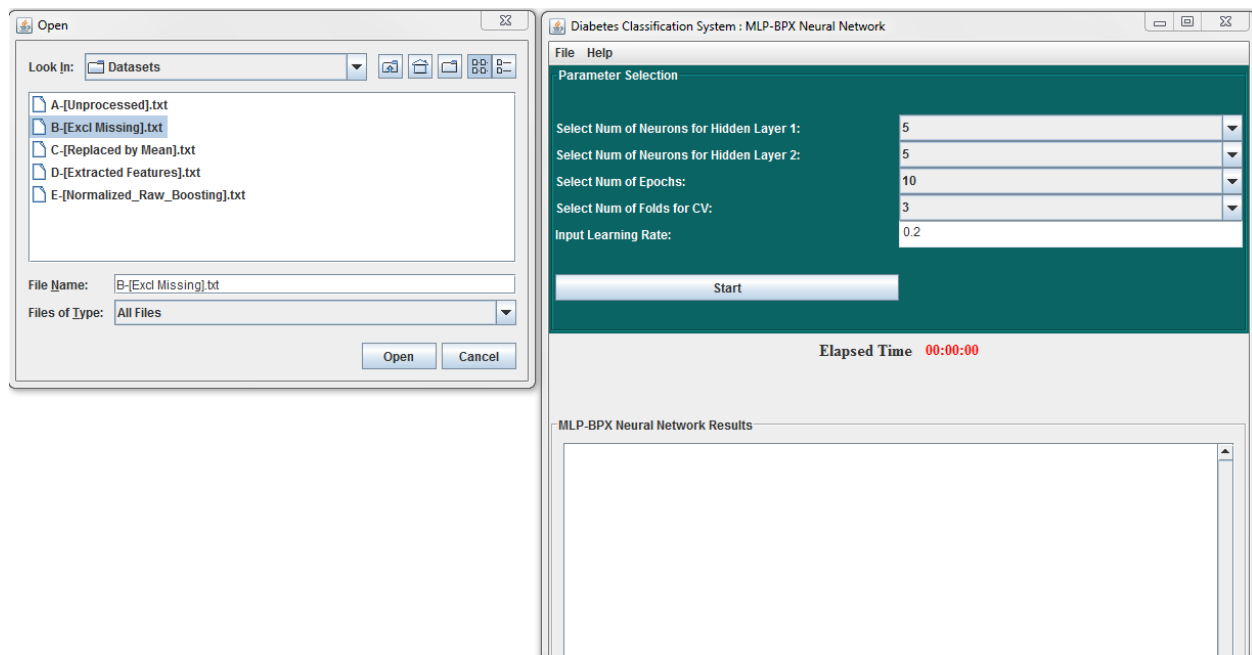 Open
Look In: Datasets
A-[Unprocessed].txt
B-[Excl Missing].txt
C-[Replaced by Mean].txt
D-[Extracted Features].txt
E-[Normalized_Raw_Boosting].txt
File Name: B-[Excl Missing].txt
Files of Type: All Files
Open Cancel
Diabetes Classification System : MLP-BPX Neural Network
File Help
Parameter Selection
Select Num of Neurons for Hidden Layer 1: 5
Select Num of Neurons for Hidden Layer 2: 5
Select Num of Epochs: 10
Select Num of Folds for CV: 3
Input Learning Rate: 0.2
Start
Elapsed Time 00:00:00
MLP-BPX Neural Network Results